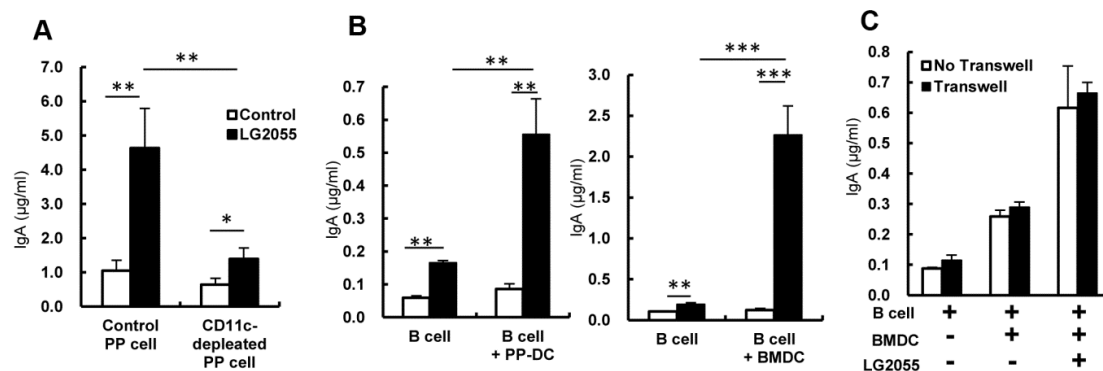 A
IgA (µg/ml)
7.0
6.0
5.0
4.0
3.0
2.0
1.0
0.0
**
**
*
Control
LG2055
Control
PP cell
CD11c-
depleated
PP cell
B
IgA (µg/ml)
0.7
0.6
0.5
0.4
0.3
0.2
0.1
0.0
**
**
**
B cell
B cell
+ PP-DC
IgA (µg/ml)
3.0
2.5
2.0
1.5
1.0
0.5
0.0
***
***
**
B cell
B cell
+ BMDC
C
IgA (µg/ml)
0.8
0.7
0.6
0.5
0.4
0.3
0.2
0.1
0.0
No Transwell
Transwell
B cell + + +
BMDC - + +
LG2055 - - +